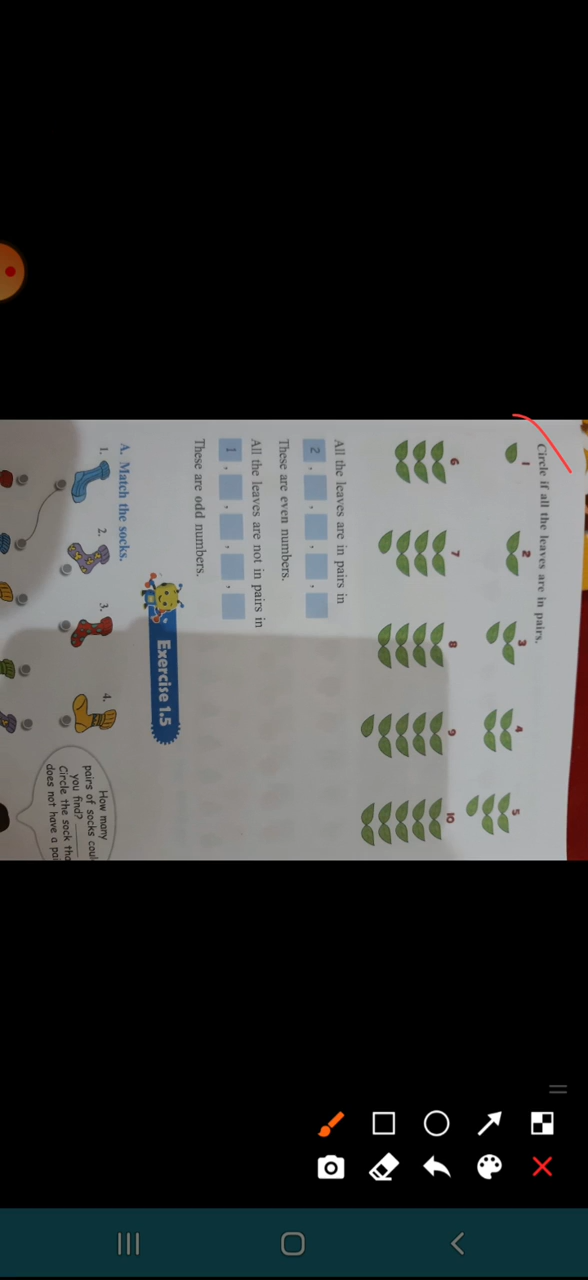 Circle if all the leaves are in pairs.
1 2 3 4 5
6 7 8 9 10
All the leaves are in pairs in
2 , , , ,
These are even numbers.
All the leaves are not in pairs in
1 , , , ,
These are odd numbers.
Exercise 1.5
A. Match the socks.
1. 2. 3. 4.
How many
pairs of socks
you find?
Circle the sock
does not have a